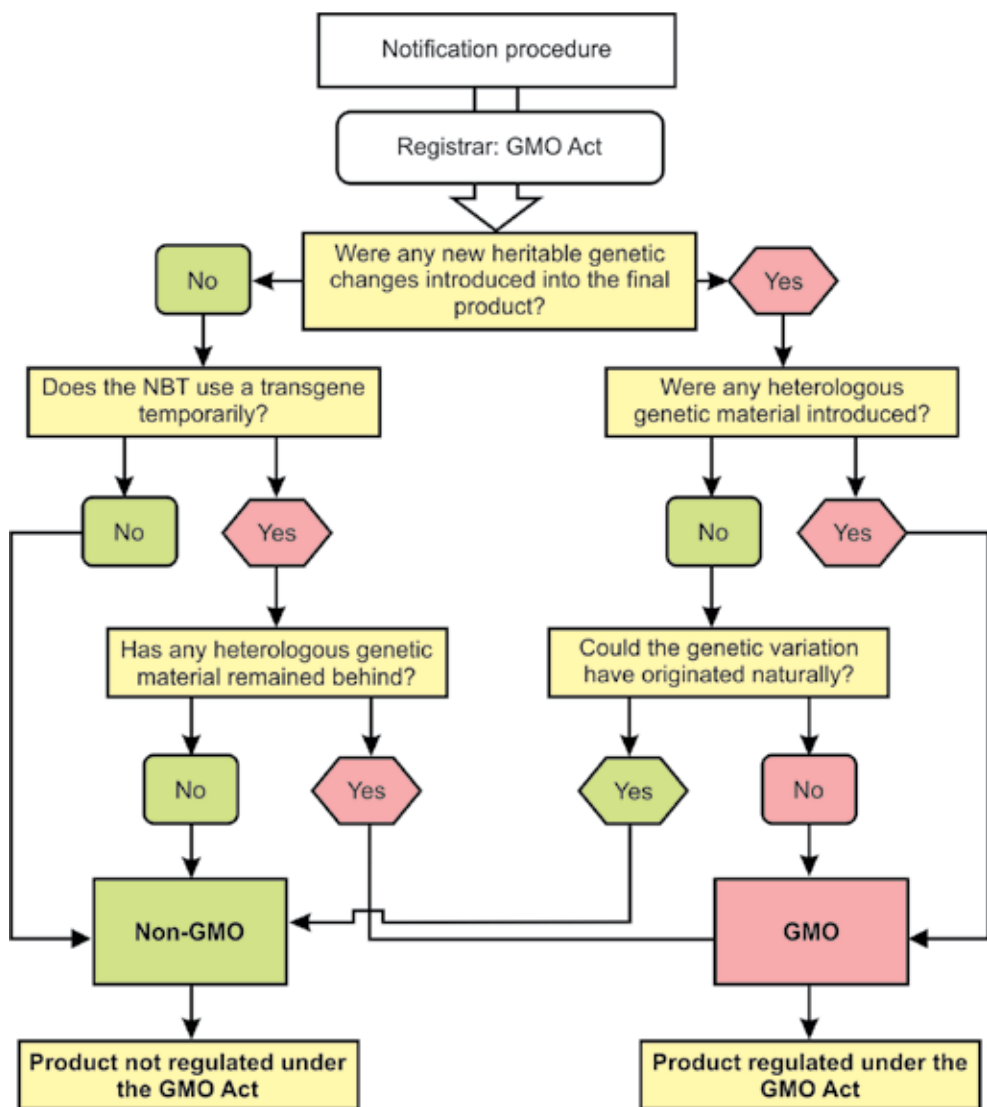 Notification procedure
Registrar: GMO Act
Were any new heritable genetic
changes introduced into the final
product?
No
Yes
Does the NBT use a transgene
temporarily?
Were any heterologous
genetic material introduced?
No
Yes
No
Yes
Has any heterologous genetic
material remained behind?
Could the genetic variation
have originated naturally?
No
Yes
Yes
No
Non-GMO
GMO
Product not regulated under
the GMO Act
Product regulated under the
GMO Act